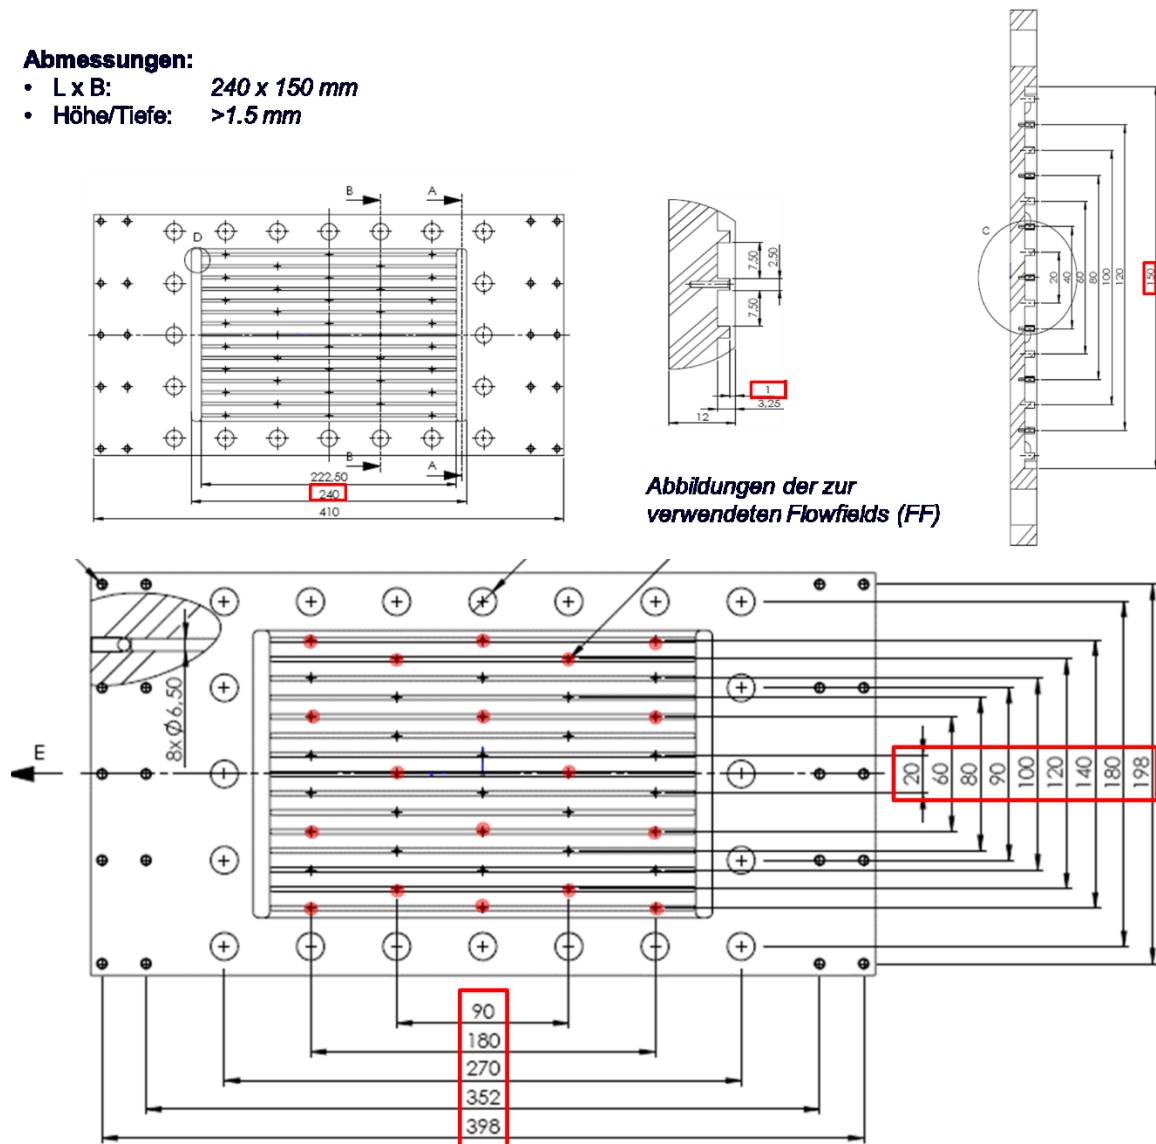 Abmessungen:
• L x B: 240 x 150 mm
• Höhe/Tiefe: >1.5 mm
B A
D
B A
222,50
240
410
7,50
2,50
7,50
1
3,25
12
C
20
40
60
80
100
120
150
Abbildungen der zur
verwendeten Flowfields (FF)
8x Ø6,50
E
20
60
80
90
100
120
140
180
198
90
180
270
352
398